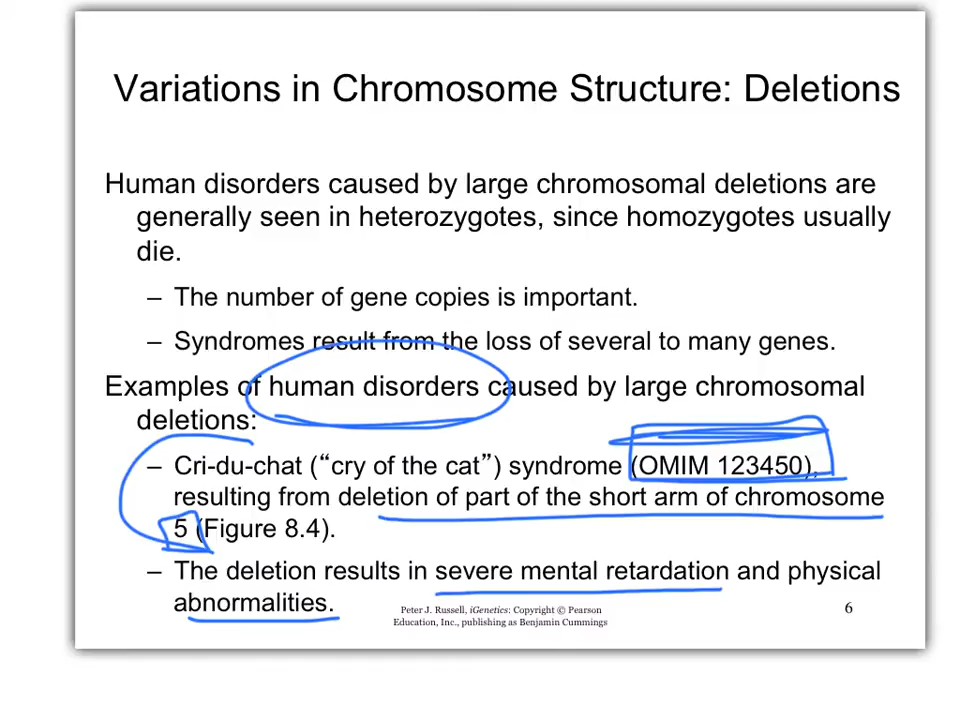 Variations in Chromosome Structure: Deletions
Human disorders caused by large chromosomal deletions are
generally seen in heterozygotes, since homozygotes usually
die.
– The number of gene copies is important.
– Syndromes result from the loss of several to many genes.
Examples of human disorders caused by large chromosomal
deletions:
– Cri-du-chat (“cry of the cat”) syndrome (OMIM 123450),
resulting from deletion of part of the short arm of chromosome
5 (Figure 8.4).
– The deletion results in severe mental retardation and physical
abnormalities.
Peter J. Russell, iGenetics: Copyright © Pearson
Education, Inc., publishing as Benjamin Cummings
6